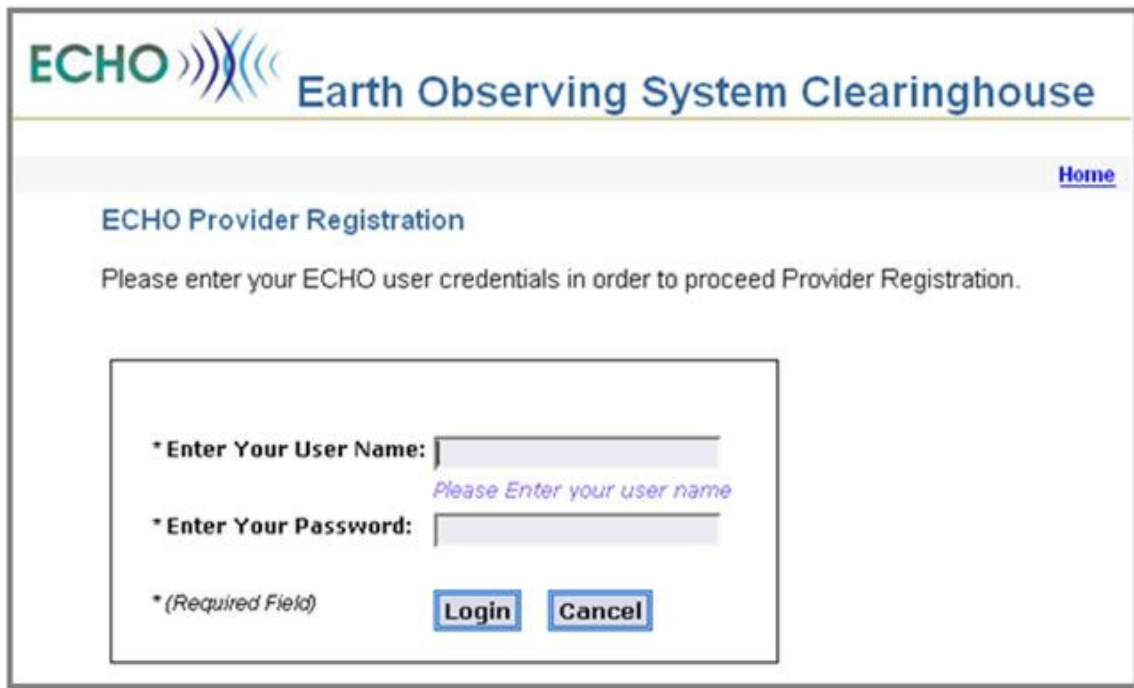 ECHO
Earth Observing System Clearinghouse
Home
ECHO Provider Registration
Please enter your ECHO user credentials in order to proceed Provider Registration.
* Enter Your User Name:
Please Enter your user name
* Enter Your Password:
* (Required Field) Login Cancel